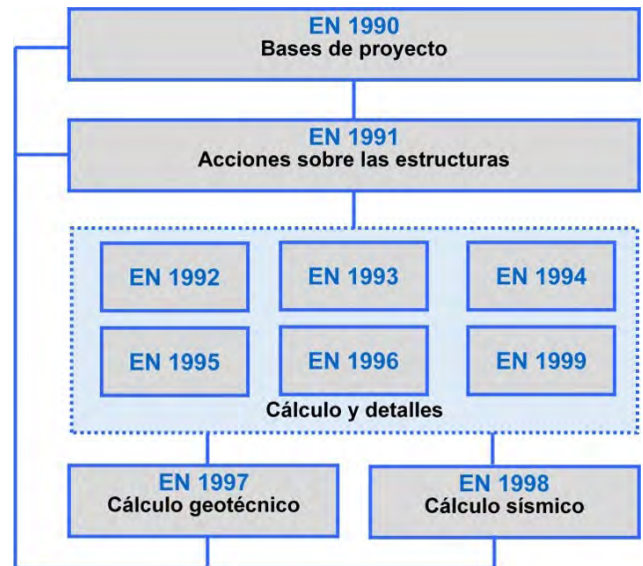 EN 1990
Bases de proyecto
EN 1991
Acciones sobre las estructuras
EN 1992
EN 1993
EN 1994
EN 1995
EN 1996
EN 1999
Cálculo y detalles
EN 1997
Cálculo geotécnico
EN 1998
Cálculo sísmico